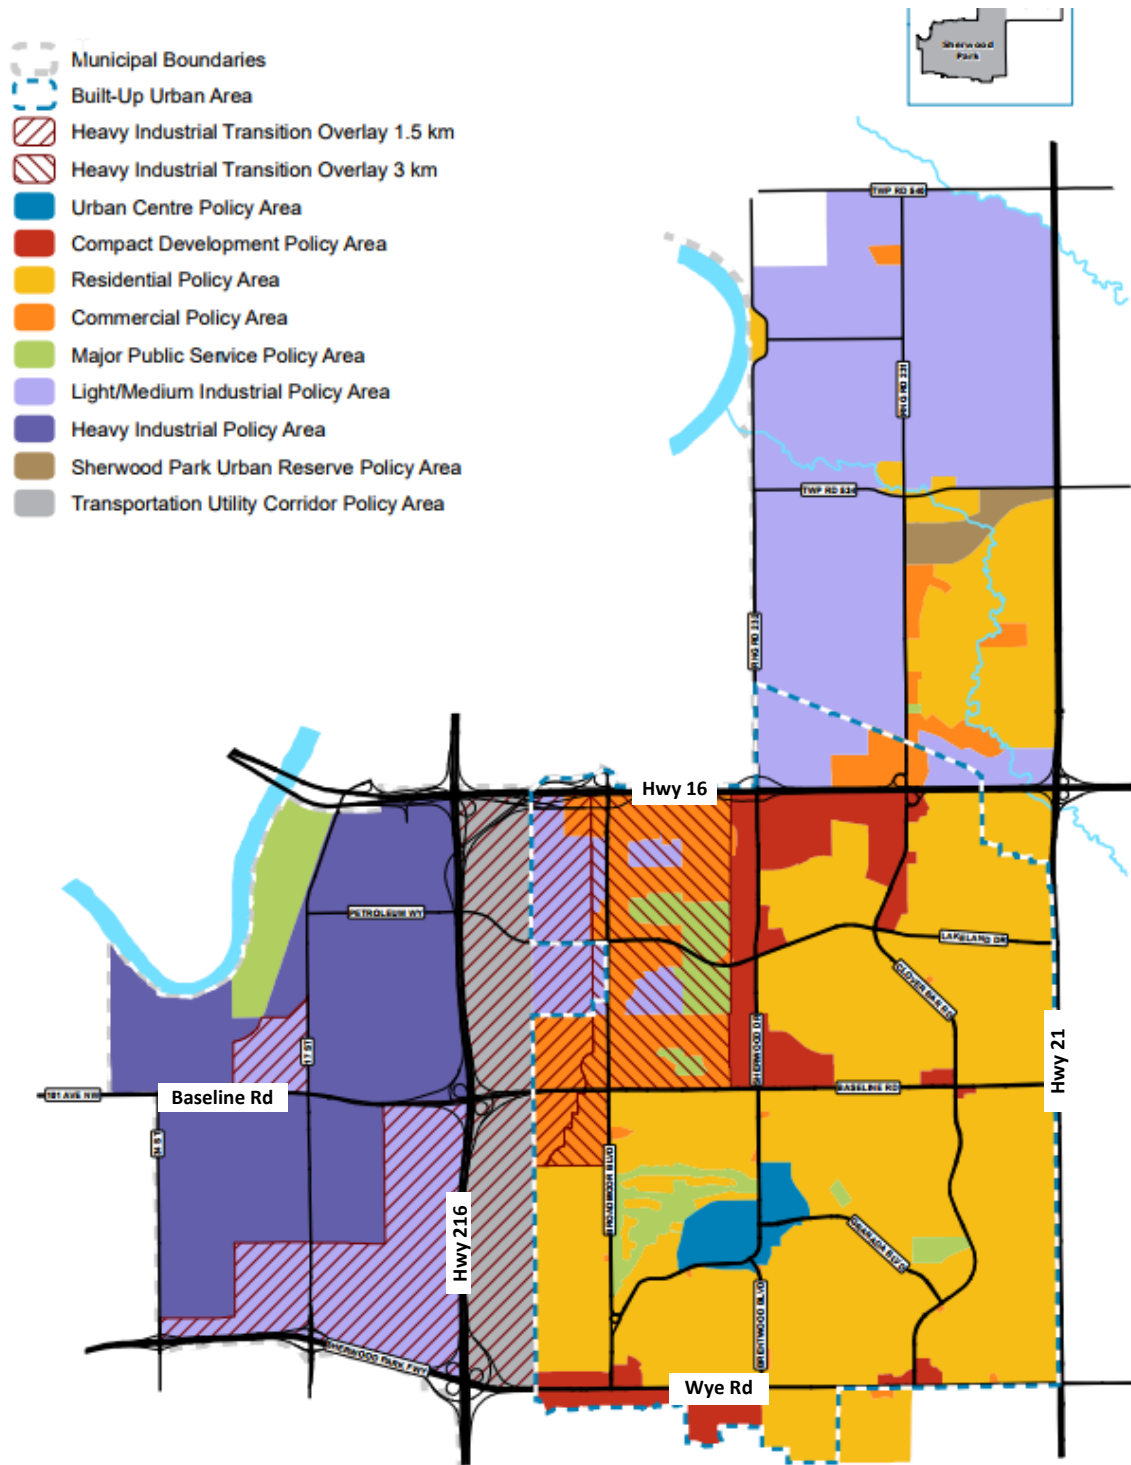 Sherwood
Park
Municipal Boundaries
Built-Up Urban Area
Heavy Industrial Transition Overlay 1.5 km
Heavy Industrial Transition Overlay 3 km
Urban Centre Policy Area
Compact Development Policy Area
Residential Policy Area
Commercial Policy Area
Major Public Service Policy Area
Light/Medium Industrial Policy Area
Heavy Industrial Policy Area
Sherwood Park Urban Reserve Policy Area
Transportation Utility Corridor Policy Area
TWP RD 540
RNG RD 231
TWP RD 534
RNG RD 232
Hwy 16
PETROLEUM WY
LAKELAND DR
CLOVER BAR RD
17 ST
SHERWOOD DR
Hwy 21
101 AVE NW
Baseline Rd
BASELINE RD
34 ST
BROADMOOR BLVD
Hwy 216
GRANADA BLVD
BRENTWOOD BLVD
SHERWOOD PARK FWY
Wye Rd